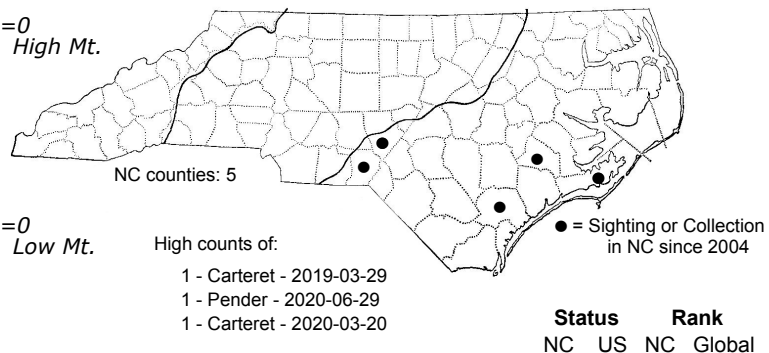 =0
High Mt.
NC counties: 5
=0
Low Mt.
High counts of:
1 - Carteret - 2019-03-29
1 - Pender - 2020-06-29
1 - Carteret - 2020-03-20
● = Sighting or Collection
in NC since 2004
Status Rank
NC US NC Global